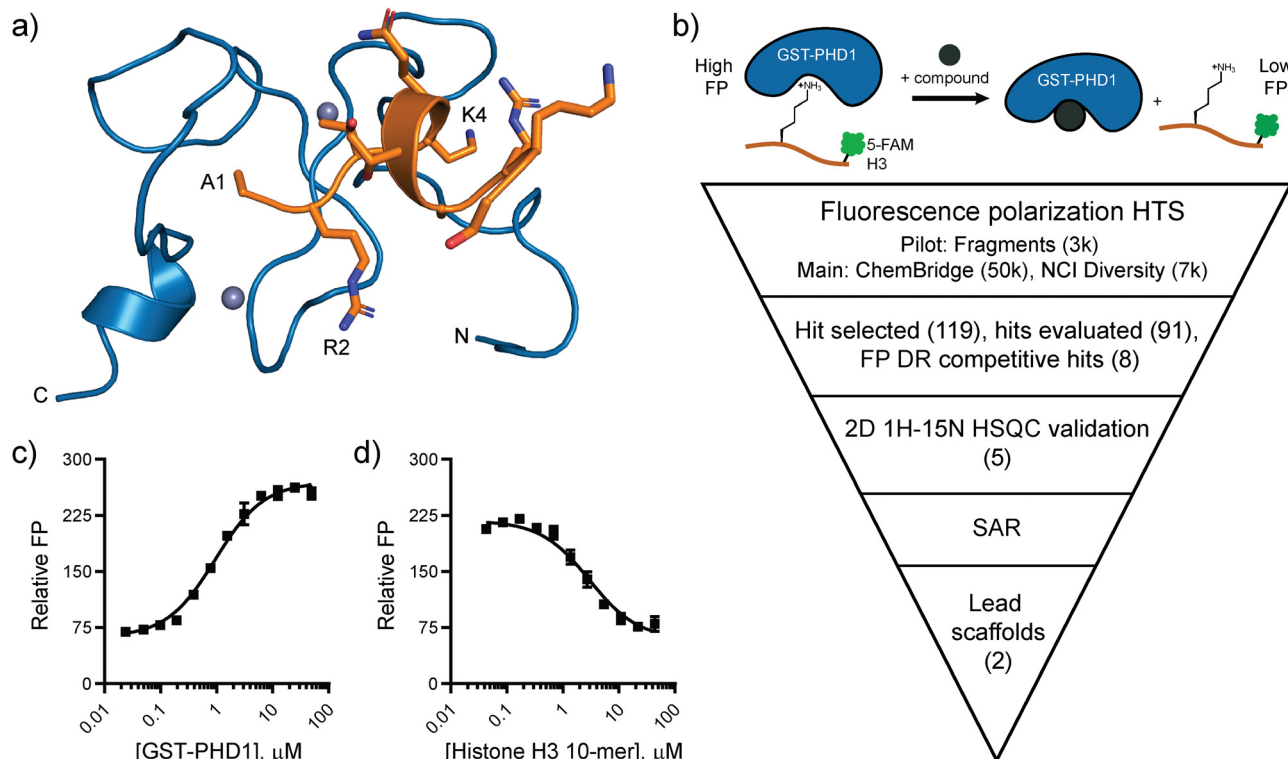 a)
K4
A1
R2
N
C
b)
High
FP
GST-PHD1
+NH3
5-FAM
H3
+ compound
GST-PHD1
+
+NH3
Low
FP
Fluorescence polarization HTS
Pilot: Fragments (3k)
Main: ChemBridge (50k), NCI Diversity (7k)
Hit selected (119), hits evaluated (91),
FP DR competitive hits (8)
2D 1H-15N HSQC validation
(5)
SAR
Lead
scaffolds
(2)
c)
Relative FP
300
225
150
75
0
0.01
0.1
1
10
100
[GST-PHD1], μM
d)
Relative FP
300
225
150
75
0
0.01
0.1
1
10
100
[Histone H3 10-mer], μM